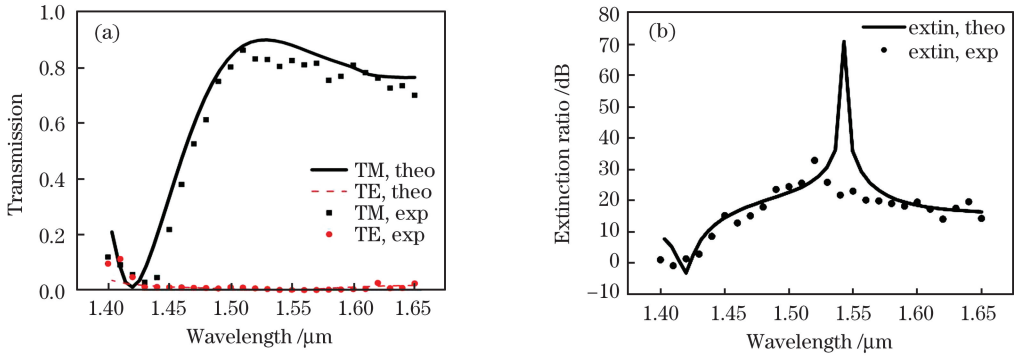 (a)
1.0
0.8
0.6
0.4
0.2
0.0
Transmission
TM, theo
TE, theo
TM, exp
TE, exp
1.40
1.45
1.50
1.55
1.60
1.65
Wavelength /μm
(b)
80
70
60
50
40
30
20
10
0
−10
Extinction ratio /dB
extin, theo
extin, exp
1.40
1.45
1.50
1.55
1.60
1.65
Wavelength /μm